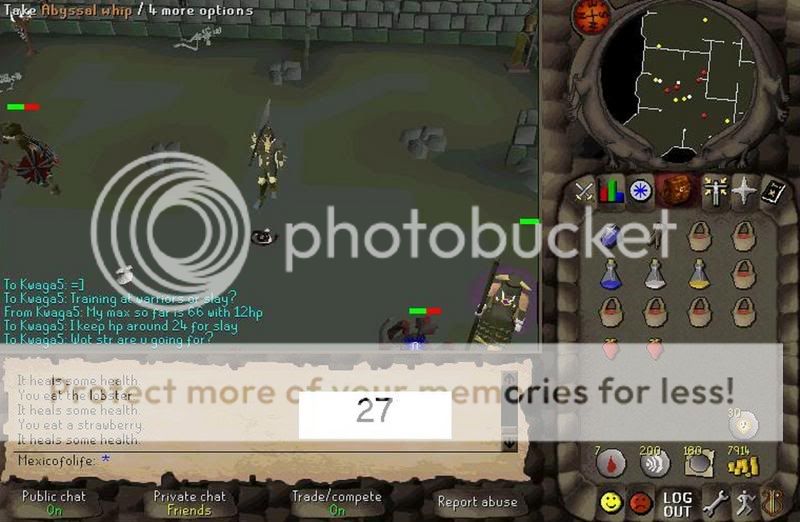 Take Abyssal whip / 4 more options
photobucket
To Kwaga5: =]
To Kwaga5: Training at warriors or slay?
From Kwaga5: My max so far is 66 with 12hp
To Kwaga5: I keep hp around 24 for slay
To Kwaga5: Wot str are u going for?
Protect more of your memories for less!
It heals some health.
You eat the lobster.
It heals some health.
You eat a strawberry.
It heals some health.
27
Mexicofolife: *
30
7
200
180
7914
Public chat
On
Private chat
Friends
Trade/compete
On
Report abuse
LOG
OUT